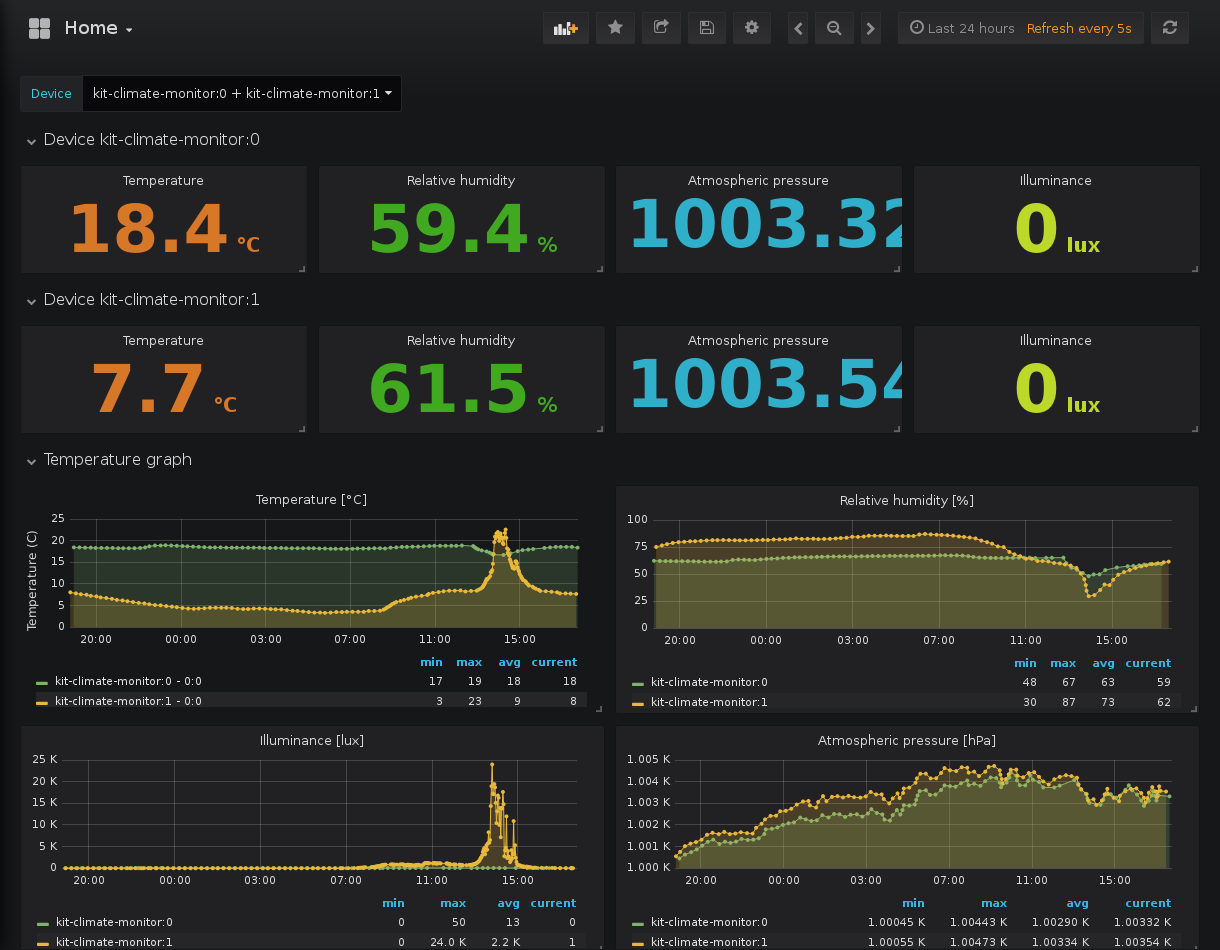 Home
Last 24 hours Refresh every 5s
Device kit-climate-monitor:0 + kit-climate-monitor:1
Device kit-climate-monitor:0
Temperature Relative humidity Atmospheric pressure Illuminance
18.4 °C 59.4 % 1003.32 0 lux
Device kit-climate-monitor:1
Temperature Relative humidity Atmospheric pressure Illuminance
7.7 °C 61.5 % 1003.54 0 lux
Temperature graph
Temperature [°C]
Temperature (C)
25
20
15
10
5
0
20:00 00:00 03:00 07:00 11:00 15:00
min max avg current
kit-climate-monitor:0 - 0:0 17 19 18 18
kit-climate-monitor:1 - 0:0 3 23 9 8
Relative humidity [%]
100
75
50
25
0
20:00 00:00 03:00 07:00 11:00 15:00
min max avg current
kit-climate-monitor:0 48 67 63 59
kit-climate-monitor:1 30 87 73 62
Illuminance [lux]
25 K
20 K
15 K
10 K
5 K
0
20:00 00:00 03:00 07:00 11:00 15:00
min max avg current
kit-climate-monitor:0 0 50 13 0
kit-climate-monitor:1 0 24.0 K 2.2 K 1
Atmospheric pressure [hPa]
1.005 K
1.004 K
1.003 K
1.002 K
1.001 K
1.000 K
20:00 00:00 03:00 07:00 11:00 15:00
min max avg current
kit-climate-monitor:0 1.00045 K 1.00443 K 1.00290 K 1.00332 K
kit-climate-monitor:1 1.00055 K 1.00473 K 1.00334 K 1.00354 K